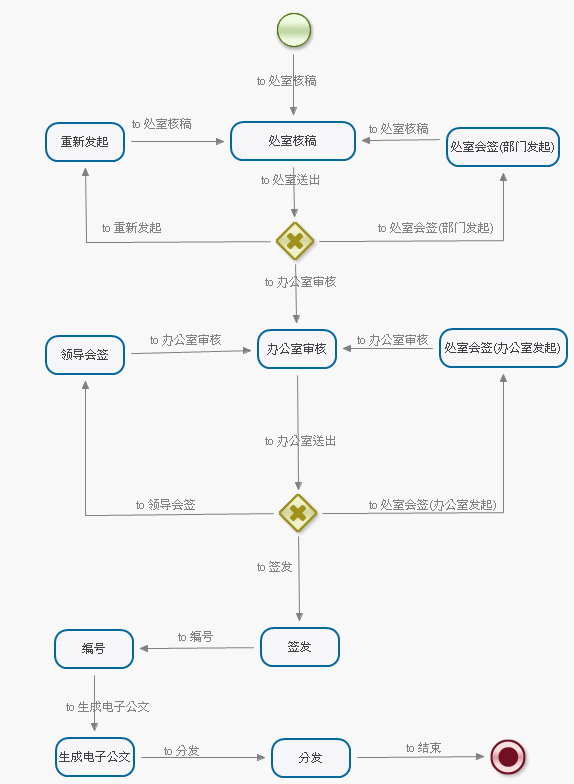 to 处室核稿
to 处室核稿
to 处室核稿
重新发起
处室核稿
处室会签(部门发起)
to 处室送出
to 重新发起
to 处室会签(部门发起)
to 办公室审核
to 办公室审核
to 办公室审核
领导会签
办公室审核
处室会签(办公室发起)
to 办公室送出
to 领导会签
to 处室会签(办公室发起)
to 签发
to 编号
编号
签发
to 生成电子公文
生成电子公文
to 分发
分发
to 结束